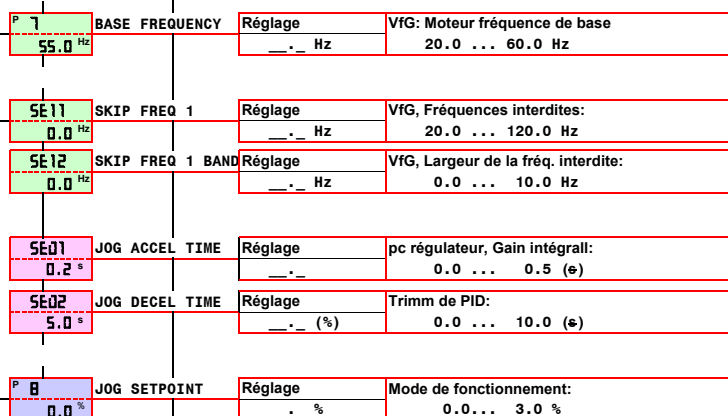 P 7 BASE FREQUENCY Réglage VfG: Moteur fréquence de base
55.0 Hz __._ Hz 20.0 ... 60.0 Hz
SE11 SKIP FREQ 1 Réglage VfG, Fréquences interdites:
0.0 Hz __._ Hz 20.0 ... 120.0 Hz
SE12 SKIP FREQ 1 BAND Réglage VfG, Largeur de la fréq. interdite:
0.0 Hz __._ Hz 0.0 ... 10.0 Hz
SE01 JOG ACCEL TIME Réglage pc régulateur, Gain intégrall:
0.2 s __._ 0.0 ... 0.5 (s)
SE02 JOG DECEL TIME Réglage Trimm de PID:
5.0 s __._ (%) 0.0 ... 10.0 (s)
P 8 JOG SETPOINT Réglage Mode de fonctionnement:
0.0 % . % 0.0... 3.0 %